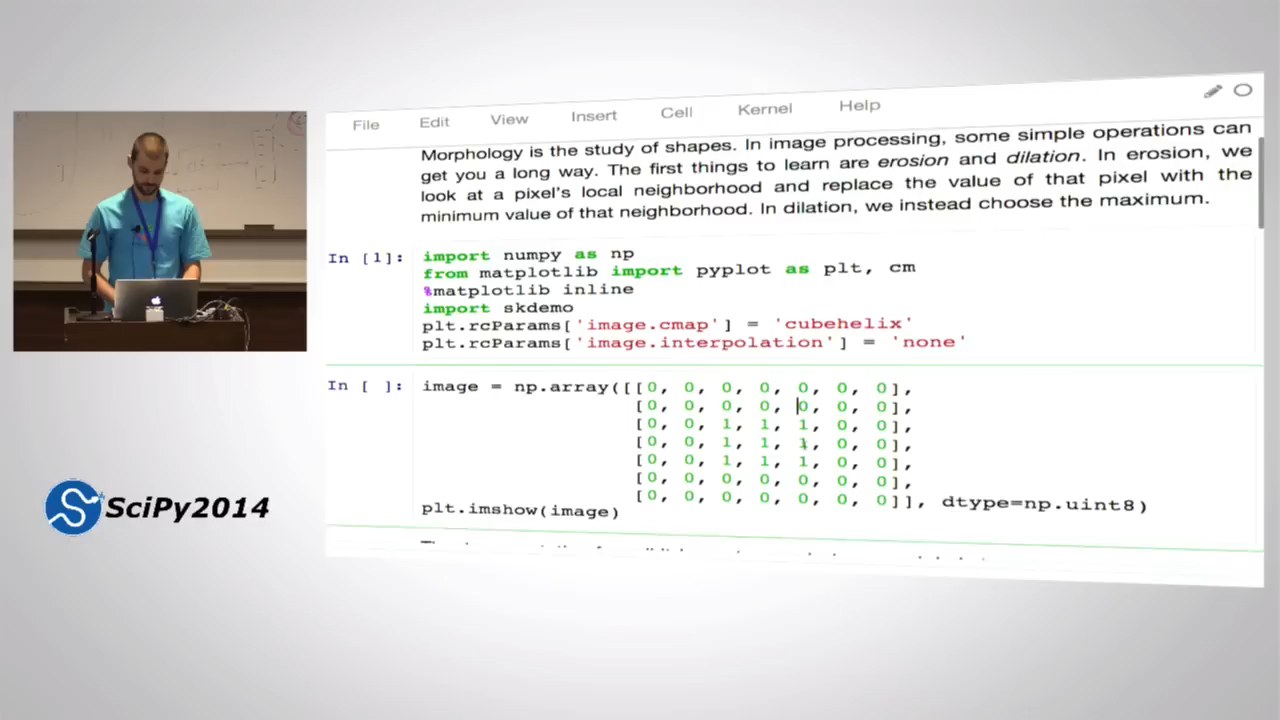 File Edit View Insert Cell Kernel Help
Morphology is the study of shapes. In image processing, some simple operations can
get you a long way. The first things to learn are erosion and dilation. In erosion, we
look at a pixel's local neighborhood and replace the value of that pixel with the
minimum value of that neighborhood. In dilation, we instead choose the maximum.
In [1]:
import numpy as np
from matplotlib import pyplot as plt, cm
%matplotlib inline
import skdemo
plt.rcParams['image.cmap'] = 'cubehelix'
plt.rcParams['image.interpolation'] = 'none'
In [ ]:
image = np.array([[0, 0, 0, 0, 0, 0, 0],
[0, 0, 0, 0, 0, 0, 0],
[0, 0, 1, 1, 1, 0, 0],
[0, 0, 1, 1, 1, 0, 0],
[0, 0, 1, 1, 1, 0, 0],
[0, 0, 0, 0, 0, 0, 0],
[0, 0, 0, 0, 0, 0, 0]], dtype=np.uint8)
plt.imshow(image)
SciPy2014